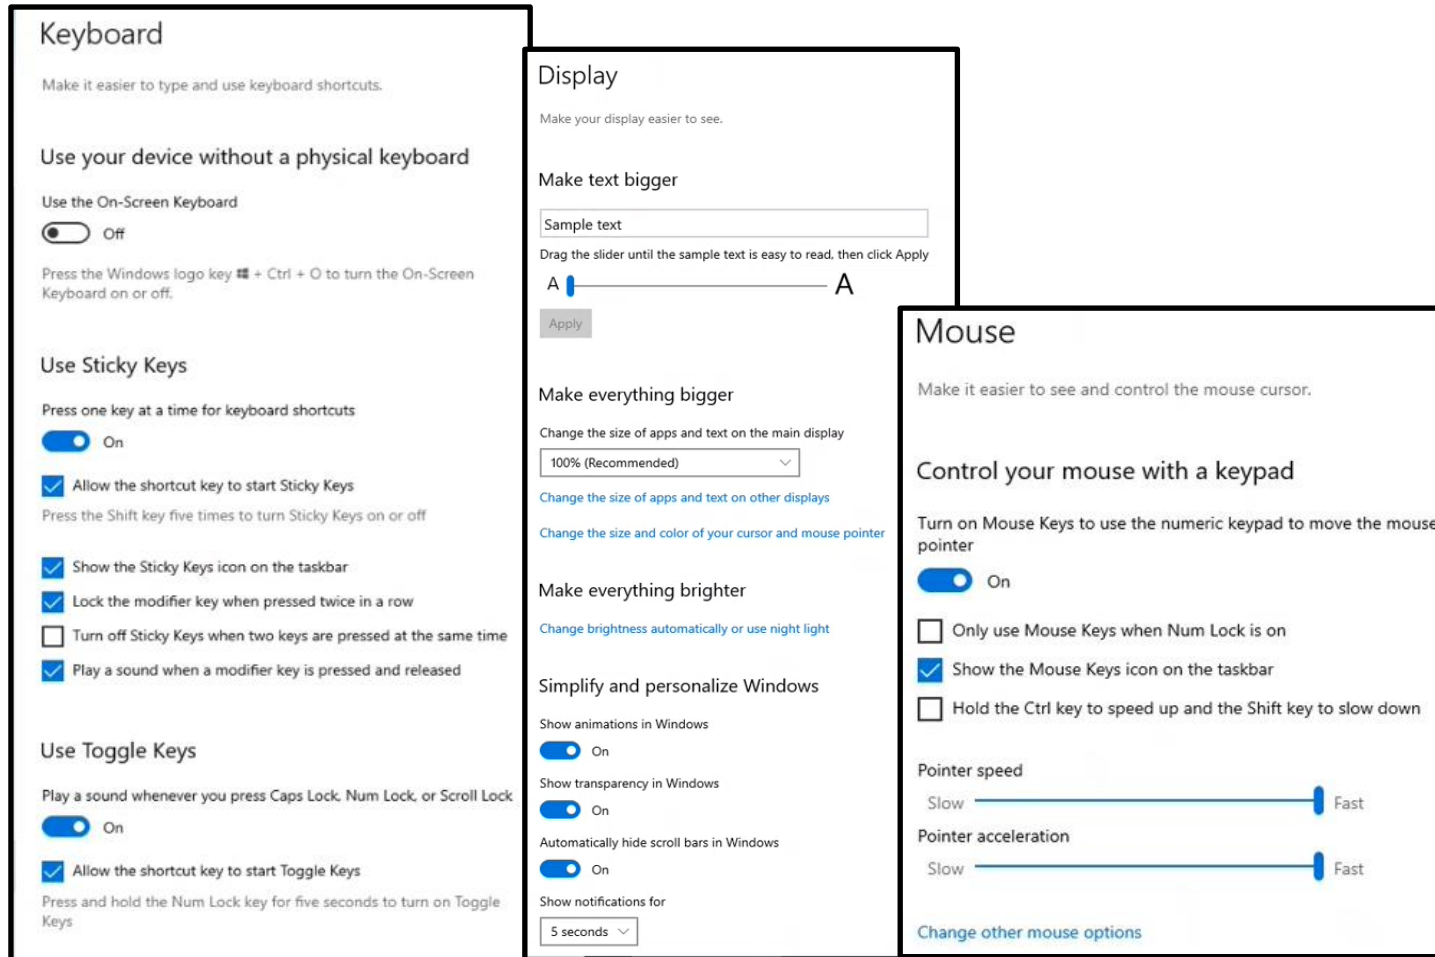 Keyboard
Make it easier to type and use keyboard shortcuts.
Use your device without a physical keyboard
Use the On-Screen Keyboard
Off
Press the Windows logo key + Ctrl + O to turn the On-Screen
Keyboard on or off.
Use Sticky Keys
Press one key at a time for keyboard shortcuts
On
Allow the shortcut key to start Sticky Keys
Press the Shift key five times to turn Sticky Keys on or off
Show the Sticky Keys icon on the taskbar
Lock the modifier key when pressed twice in a row
Turn off Sticky Keys when two keys are pressed at the same time
Play a sound when a modifier key is pressed and released
Use Toggle Keys
Play a sound whenever you press Caps Lock, Num Lock, or Scroll Lock
On
Allow the shortcut key to start Toggle Keys
Press and hold the Num Lock key for five seconds to turn on Toggle
Keys
Display
Make your display easier to see.
Make text bigger
Sample text
Drag the slider until the sample text is easy to read, then click Apply
A A
Apply
Make everything bigger
Change the size of apps and text on the main display
100% (Recommended)
Change the size of apps and text on other displays
Change the size and color of your cursor and mouse pointer
Make everything brighter
Change brightness automatically or use night light
Simplify and personalize Windows
Show animations in Windows
On
Show transparency in Windows
On
Automatically hide scroll bars in Windows
On
Show notifications for
5 seconds
Mouse
Make it easier to see and control the mouse cursor.
Control your mouse with a keypad
Turn on Mouse Keys to use the numeric keypad to move the mouse
pointer
On
Only use Mouse Keys when Num Lock is on
Show the Mouse Keys icon on the taskbar
Hold the Ctrl key to speed up and the Shift key to slow down
Pointer speed
Slow Fast
Pointer acceleration
Slow Fast
Change other mouse options